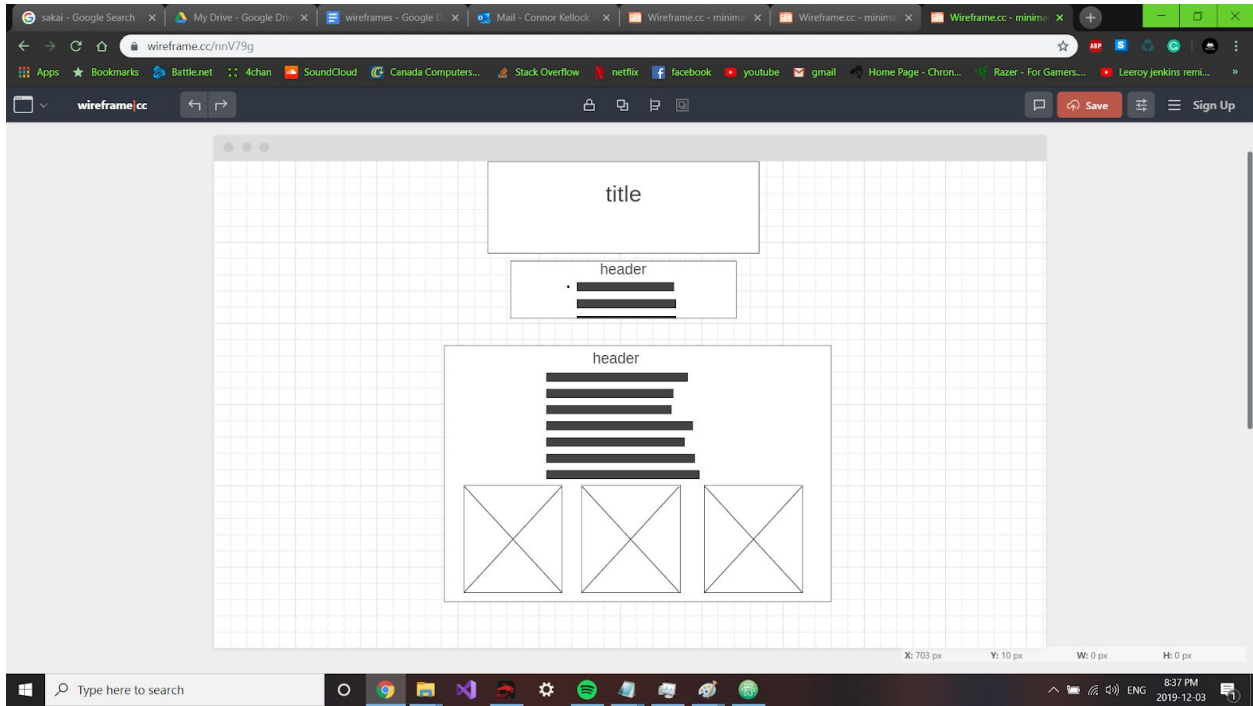 sakai - Google Search
My Drive - Google Driv
wireframes - Google D
Mail - Connor Kellock
Wireframe.cc - minima
Wireframe.cc - minima
Wireframe.cc - minima
wireframe.cc/nnV79g
ABP
Apps
Bookmarks
Battle.net
4chan
SoundCloud
Canada Computers...
Stack Overflow
netflix
facebook
youtube
gmail
Home Page - Chron...
Razer - For Gamers....
Leeroy jenkins remi...
»
wireframe|cc
Save
Sign Up
title
header
header
X: 703 px
Y: 10 px
W: 0 px
H: 0 px
Type here to search
ENG
8:37 PM
2019-12-03
1